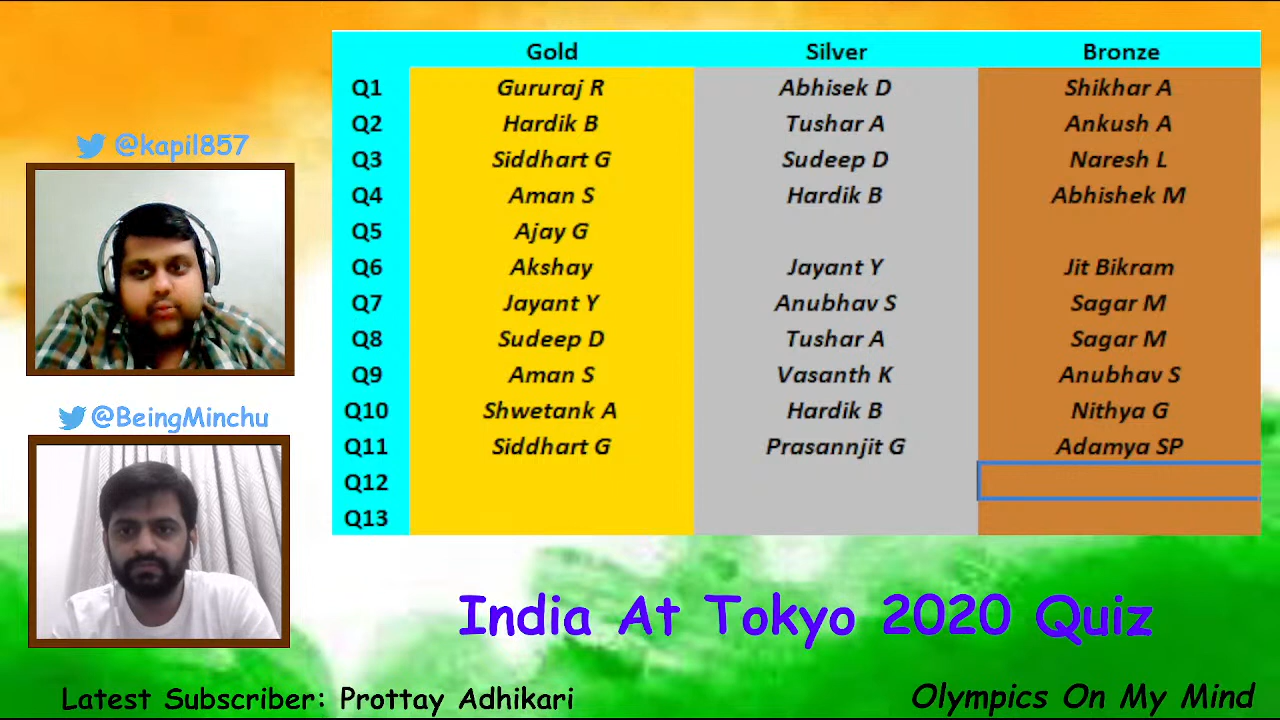 Gold Silver Bronze
Q1 Gururaj R Abhisek D Shikhar A
Q2 Hardik B Tushar A Ankush A
@kapil857
Q3 Siddhart G Sudeep D Naresh L
Q4 Aman S Hardik B Abhishek M
Q5 Ajay G
Q6 Akshay Jayant Y Jit Bikram
Q7 Jayant Y Anubhav S Sagar M
Q8 Sudeep D Tushar A Sagar M
Q9 Aman S Vasanth K Anubhav S
Q10 Shwetank A Hardik B Nithya G
@BeingMinchu
Q11 Siddhart G Prasannjit G Adamya SP
Q12
Q13
India At Tokyo 2020 Quiz
Latest Subscriber: Prottay Adhikari
Olympics On My Mind